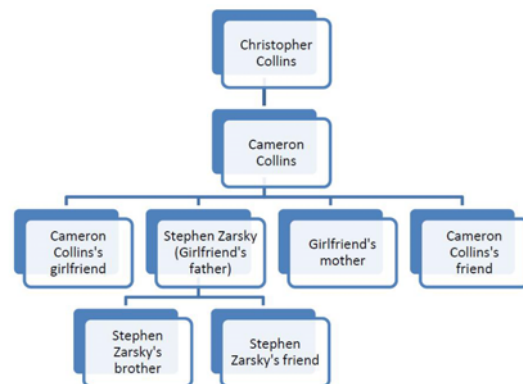 Christopher
Collins
Cameron
Collins
Cameron
Collins's
girlfriend
Stephen Zarsky
(Girlfriend's
father)
Girlfriend's
mother
Cameron
Collins's
friend
Stephen
Zarsky's
brother
Stephen
Zarsky's friend